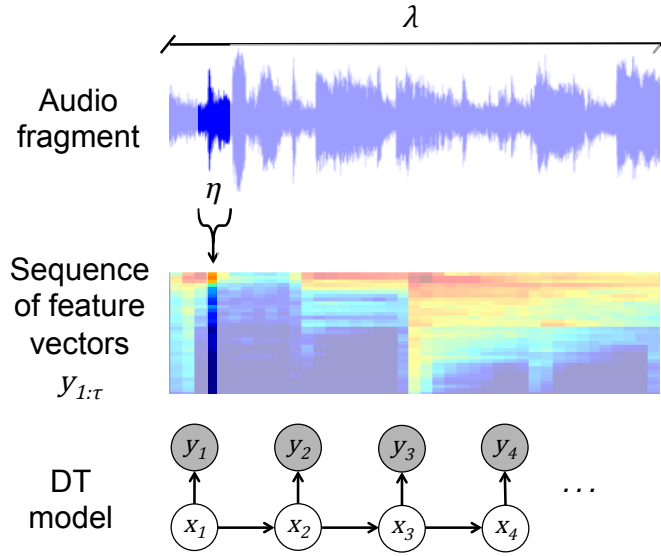 λ
Audio
fragment
η
Sequence
of feature
vectors
y₁:τ
y₁ y₂ y₃ y₄
DT
model
...
x₁ x₂ x₃ x₄